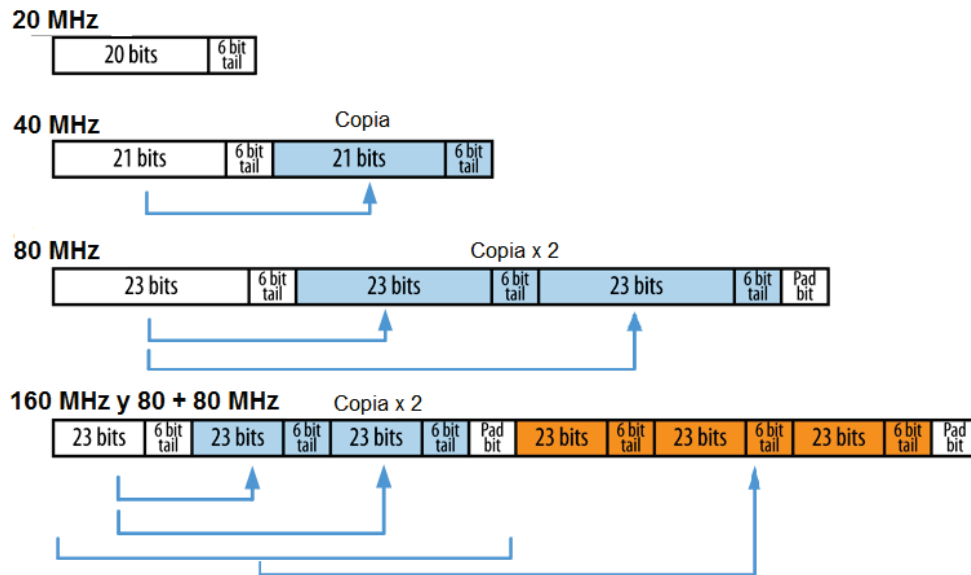 20 MHz
20 bits 6 bit tail
40 MHz
Copia
21 bits 6 bit tail 21 bits 6 bit tail
80 MHz
Copia x 2
23 bits 6 bit tail 23 bits 6 bit tail 23 bits 6 bit tail Pad bit
160 MHz y 80 + 80 MHz
Copia x 2
23 bits 6 bit tail 23 bits 6 bit tail 23 bits 6 bit tail Pad bit 23 bits 6 bit tail 23 bits 6 bit tail 23 bits 6 bit tail Pad bit